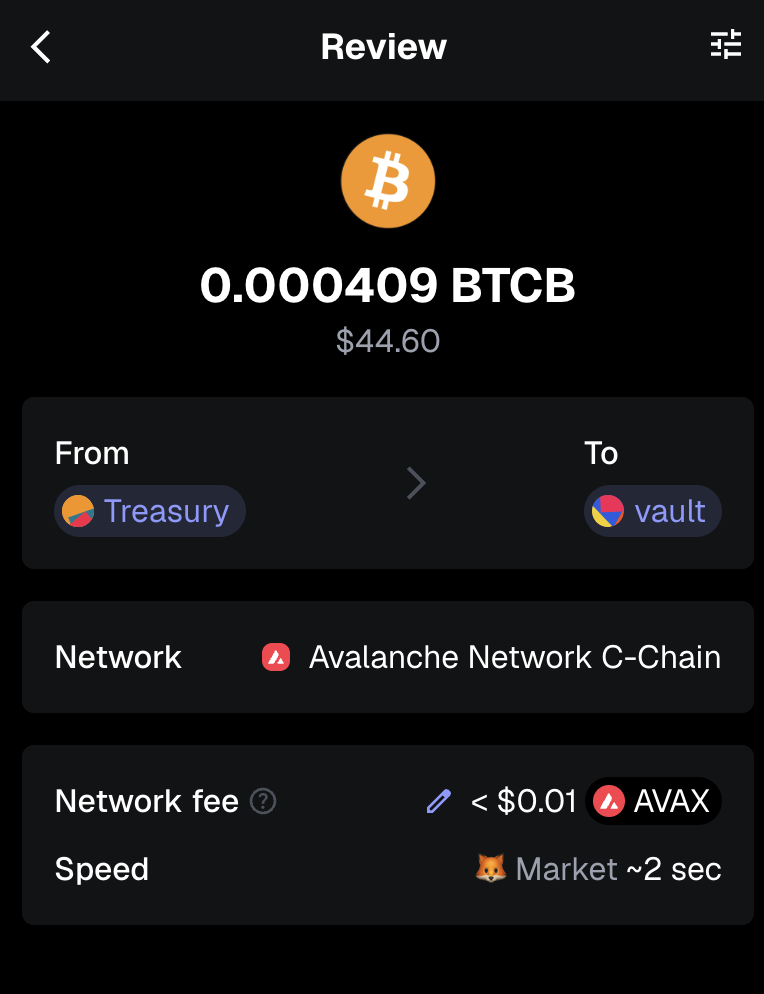 Review
0.000409 BTCB
$44.60
From
To
Treasury
vault
Network
Avalanche Network C-Chain
Network fee ?
< $0.01 AVAX
Speed
Market ~2 sec